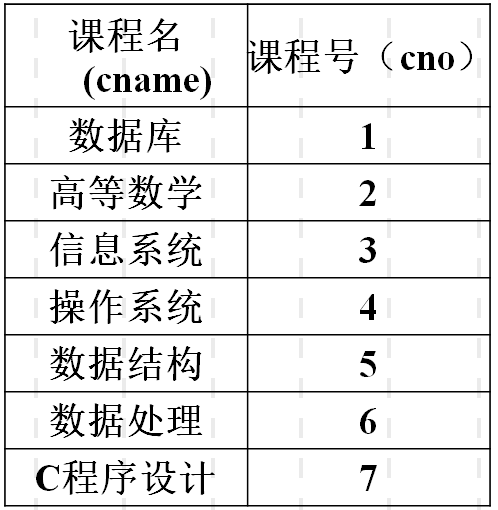 课程名 课程号（cno）
(cname)
数据库 1
高等数学 2
信息系统 3
操作系统 4
数据结构 5
数据处理 6
C程序设计 7